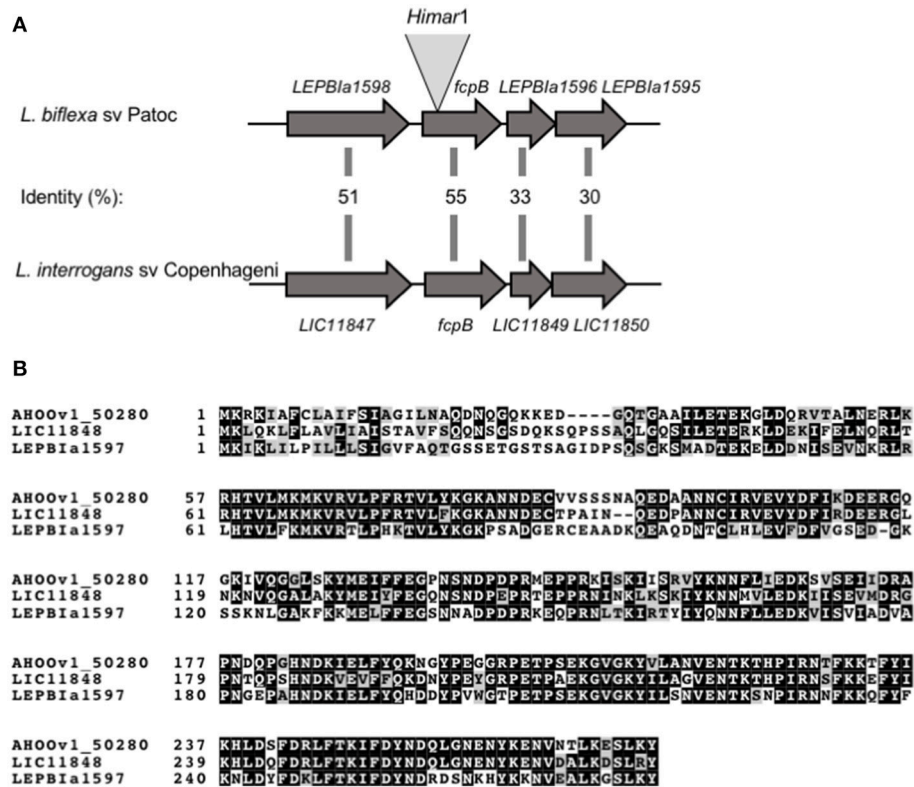 A
Himar1
LEPBIa1598 fcpB LEPBIa1596 LEPBIa1595
L. biflexa sv Patoc
Identity (%): 51 55 33 30
L. interrogans sv Copenhageni
LIC11847 fcpB LIC11849 LIC11850
B
AHOOv1_50280 1 MKRKIAFCLAIFSIAGILNAQDNQGQKKED----GQTGAAILETEKGLDQRVTALNERLK
LIC11848 1 MKLQKLFLAVLIAISTAVFSQQNSGSDQKSQPSSAQLGQSILETERKLDEKIFELNQRLT
LEPBIa1597 1 MKIKLILPILLLSIGVFAQTGSSETGSTSAGIDPSQSGKSMADTEKELDDNISEVNKRLR
AHOOv1_50280 57 RHTVLMKMKVRVLPFRTVLYKGKANNDECVVSSSNAQEDAANNCIRVEVYDFIKDEERGQ
LIC11848 61 RHTVLMKMKVRVLPFRTVLFKGKANNDECTPAIN--QEDPANNCIRVEVYDFIRDEERGL
LEPBIa1597 61 LHTVLFKMKVRTLPHKTVLYKGKPSADGERCEAADKQEAQDNTCLHLEVFDFVGSED-GK
AHOOv1_50280 117 GKIVQGGLSKYMEIFFEGPNSNDPDPRMEPPRKISKIISRVYKNNFLIEDKSVSEIIDRA
LIC11848 119 NKNVQGALAKYMEIYFEGQNSNDPEPRTEPPRNINKLKSKIYKNNMVLEDKIISEVMDRG
LEPBIa1597 120 SSKNLGAKFKKMELFFEGSNNADPDPRKEQPRNLTKIRTYIYQNNFLLEDKVISVIADVA
AHOOv1_50280 177 PNDQPGHNDKIELFYQKNGYPEGGRPETPSEKGVGKYVLANVENTKTHPIRNTFKKTFYI
LIC11848 179 PNTQPSHNDKVEVFFQKDNYPEYGRPETPAEKGVGKYILAGVENTKTHPIRNSFKKEFYI
LEPBIa1597 180 PNGEPAHNDKIELFYQHDDYPVWGTPETPSEKGVGKYILSNVENTKSNPIRNNFKKQFYF
AHOOv1_50280 237 KHLDSFDRLFTKIFDYNDQLGNENYKENVNTLKESLKY
LIC11848 239 KHLDQFDRLFTKIFDYNDQLGNENYKENVDALKDSLRY
LEPBIa1597 240 KNLDYFDKLFTKIFDYNDRDSNKHYKKNVEALKGSLKY